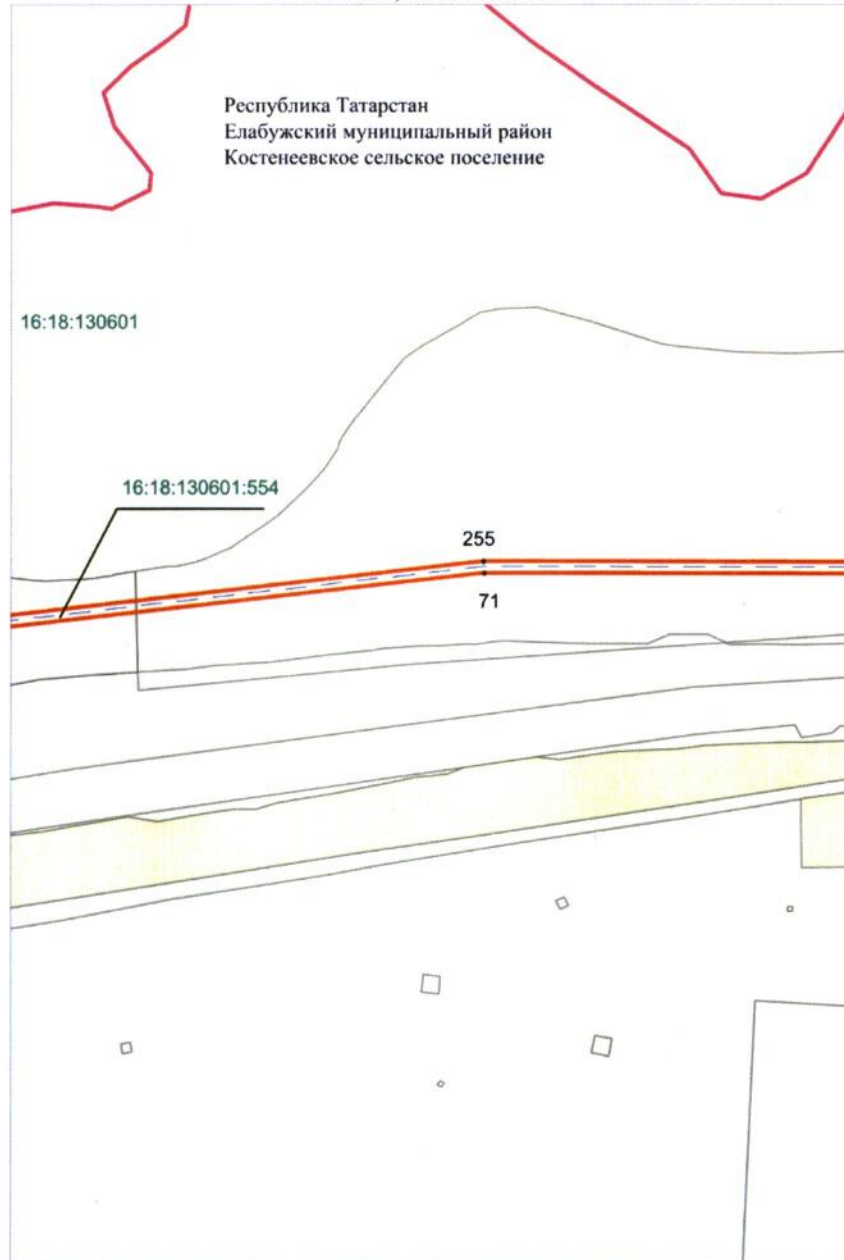 Республика Татарстан
Елабужский муниципальный район
Костенеевское сельское поселение
16:18:130601
16:18:130601:554
255
71